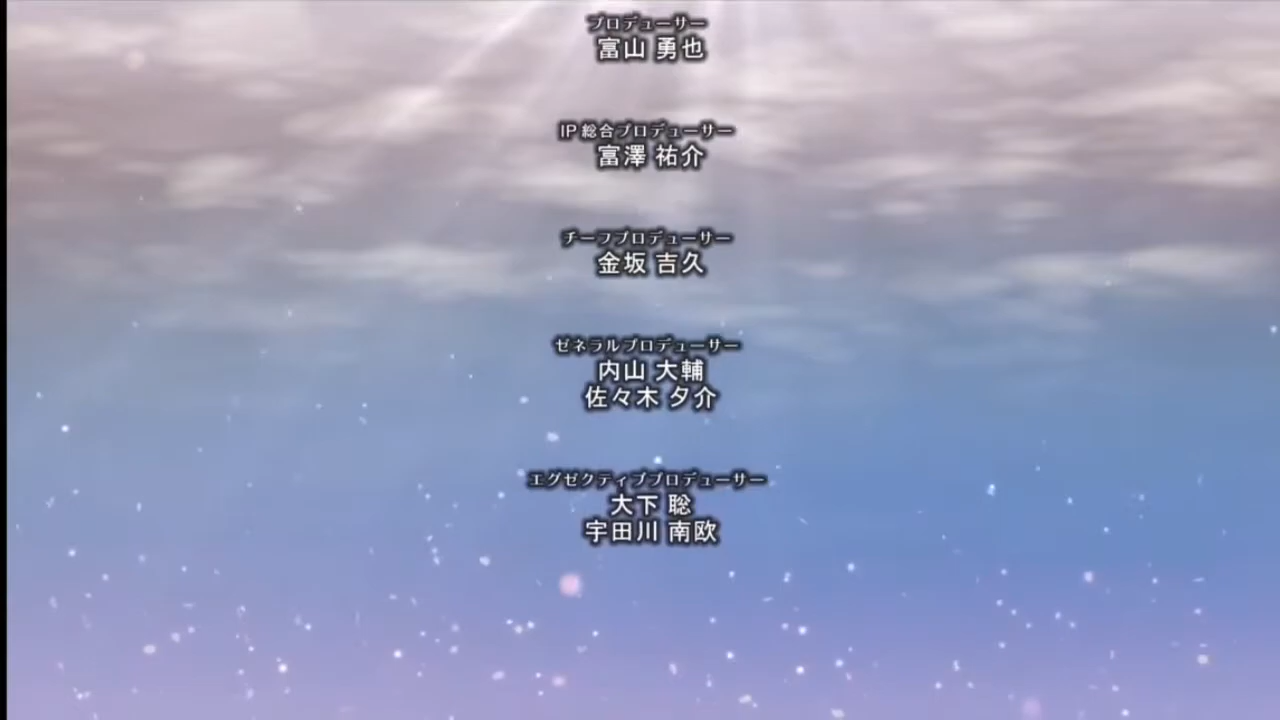 プロデューサー
富山 勇也
IP総合プロデューサー
富澤 祐介
チーフプロデューサー
金坂 吉久
ゼネラルプロデューサー
内山 大輔
佐々木 夕介
エグゼクティブプロデューサー
大下 聡
宇田川 南欧